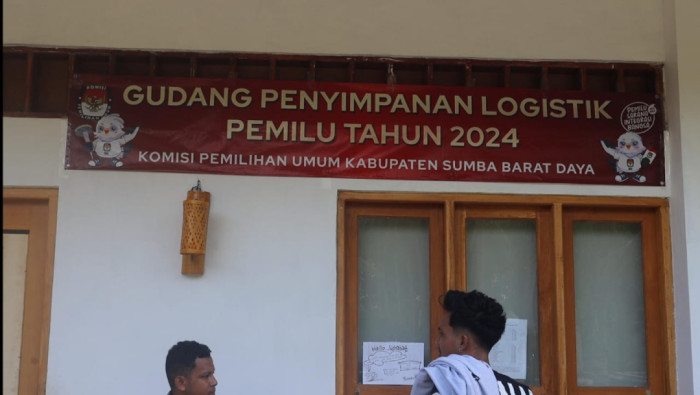 GUDANG PENYIMPANAN LOGISTIK
PEMILU TAHUN 2024
KOMISI PEMILIHAN UMUM KABUPATEN SUMBA BARAT DAYA